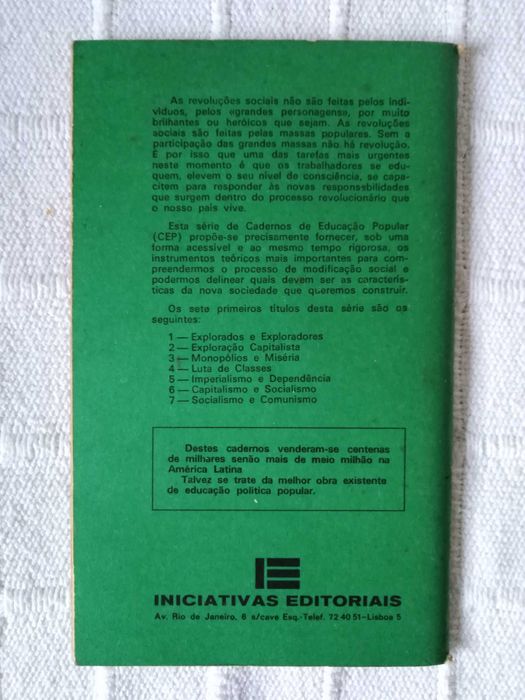 As revoluções sociais não são feitas pelos indi-
víduos, pelos «grandes personagens», por muito
brilhantes ou heróicos que sejam. As revoluções
sociais são feitas pelas massas populares. Sem a
participação das grandes massas não há revolução.
É por isso que uma das tarefas mais urgentes
neste momento é que os trabalhadores se edu-
quem, elevem o seu nível de consciência, se capa-
citem para responder às novas responsabilidades
que surgem dentro do processo revolucionário que
o nosso país vive.
Esta série de Cadernos de Educação Popular
(CEP) propõe-se precisamente fornecer, sob uma
forma acessível e ao mesmo tempo rigorosa, os
instrumentos teóricos mais importantes para com-
preendermos o processo de modificação social e
podermos delinear quais devem ser as caracterís-
ticas da nova sociedade que queremos construir.
Os sete primeiros títulos desta série são os
seguintes:
1 — Explorados e Exploradores
2 — Exploração Capitalista
3 — Monopólios e Miséria
4 — Luta de Classes
5 — Imperialismo e Dependência
6 — Capitalismo e Socialismo
7 — Socialismo e Comunismo
Destes cadernos venderam-se centenas
de milhares senão mais de meio milhão na
América Latina
Talvez se trate da melhor obra existente
de educação política popular.
INICIATIVAS EDITORIAIS
Av. Rio de Janeiro, 6 s/cave Esq.-Telef. 72 40 51-Lisboa 5